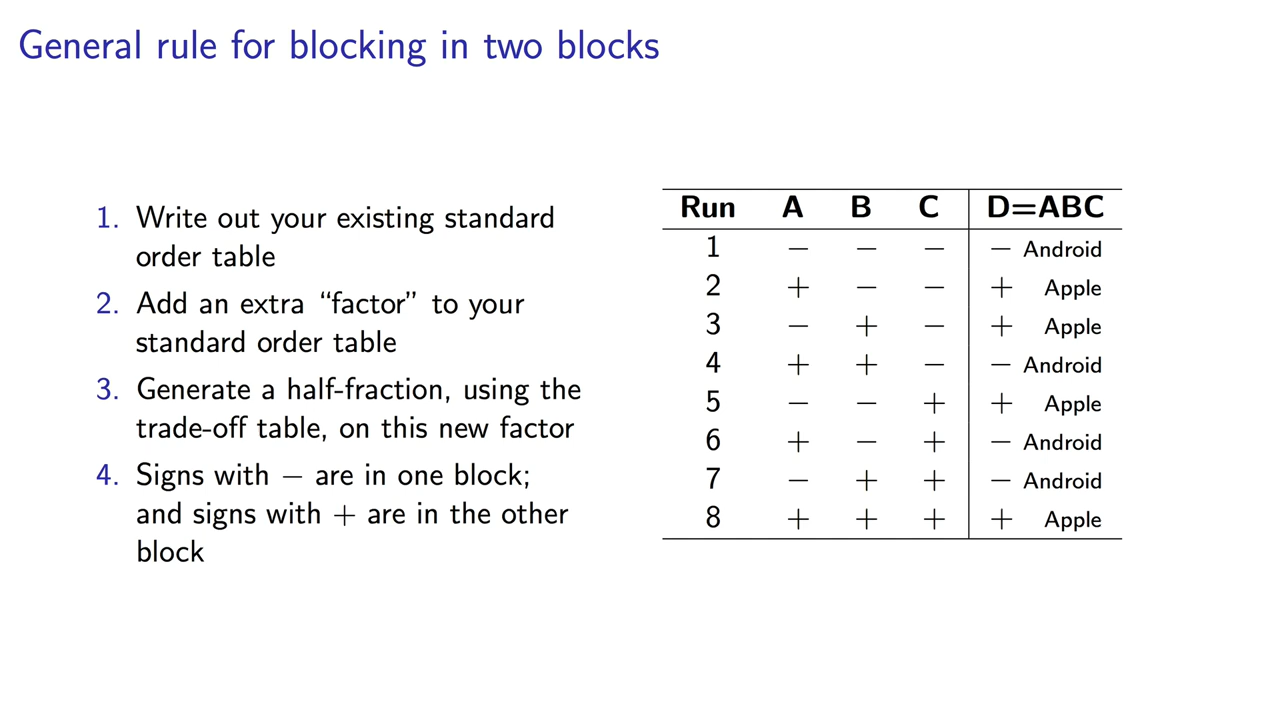 General rule for blocking in two blocks
1. Write out your existing standard
order table
2. Add an extra “factor” to your
standard order table
3. Generate a half-fraction, using the
trade-off table, on this new factor
4. Signs with − are in one block;
and signs with + are in the other
block
Run A B C D=ABC
1 − − − − Android
2 + − − + Apple
3 − + − + Apple
4 + + − − Android
5 − − + + Apple
6 + − + − Android
7 − + + − Android
8 + + + + Apple